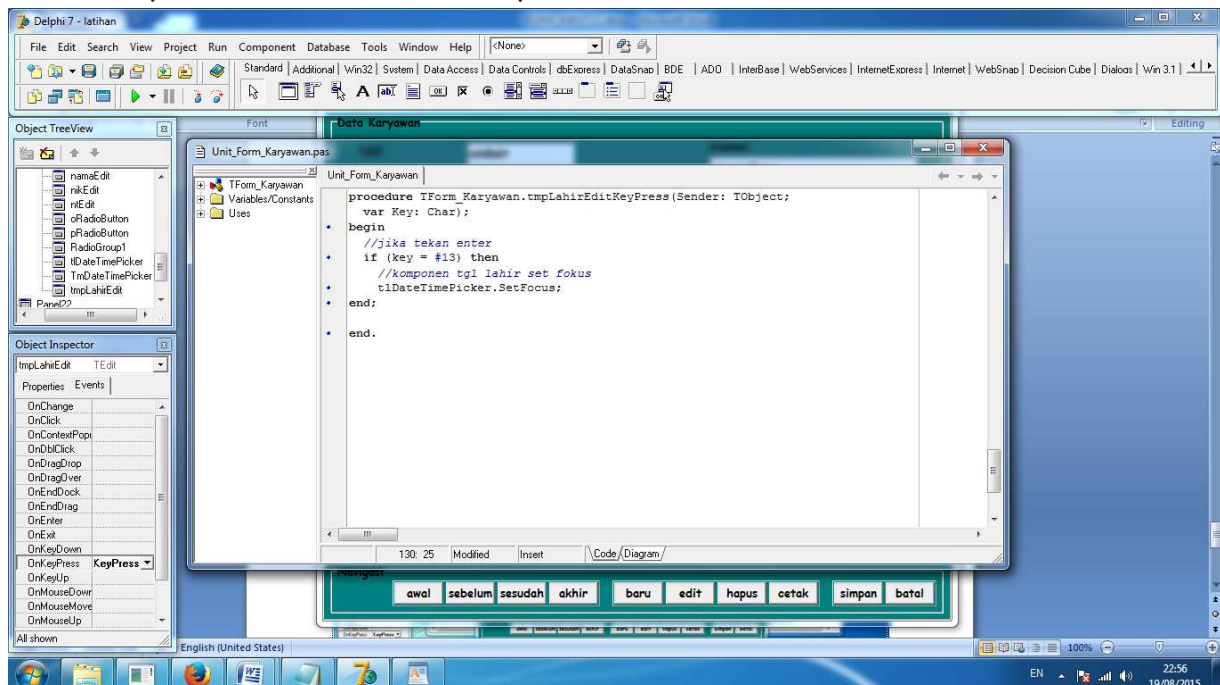 Delphi 7 - latihan
File Edit Search View Project Run Component Database Tools Window Help <None>
Standard Additional Win32 System Data Access Data Controls dbExpress DataSnap BDE ADO InterBase WebServices InternetExpress Internet WebSnap Decision Cube Dialogs Win 3.1
Object TreeView
namaEdit
nikEdit
ntEdit
oRadioButton
pRadioButton
RadioGroup1
tlDateTimePicker
TmDateTimePicker
tmpLahirEdit
Panel22
Object Inspector
tmpLahirEdit TEdit
Properties Events
OnChange
OnClick
OnContextPopu
OnDblClick
OnDragDrop
OnDragOver
OnEndDock
OnEndDrag
OnEnter
OnExit
OnKeyDown
OnKeyPress KeyPress
OnKeyUp
OnMouseDowr
OnMouseMove
OnMouseUp
All shown
Font
Data Karyawan
Editing
Unit_Form_Karyawan.pas
TForm_Karyawan
Variables/Constants
Uses
Unit_Form_Karyawan
procedure TForm_Karyawan.tmpLahirEditKeyPress(Sender: TObject;
var Key: Char);
begin
//jika tekan enter
if (key = #13) then
//komponen tgl lahir set fokus
tlDateTimePicker.SetFocus;
end;
end.
130: 25 Modified Insert Code Diagram
Navigasi
awal sebelum sesudah akhir baru edit hapus cetak simpan batal
English (United States)
100%
EN
22:56
19/08/2015